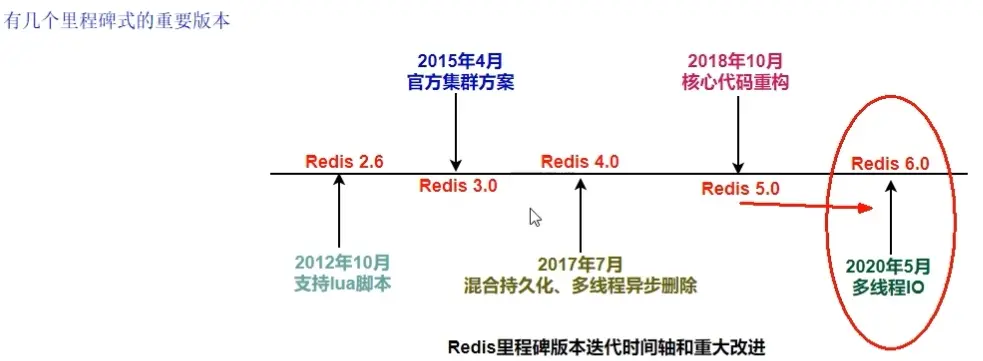 有几个里程碑式的重要版本
2015年4月
官方集群方案
2018年10月
核心代码重构
Redis 2.6
Redis 3.0
Redis 4.0
Redis 5.0
Redis 6.0
2012年10月
支持lua脚本
2017年7月
混合持久化、多线程异步删除
2020年5月
多线程IO
Redis里程碑版本迭代时间轴和重大改进